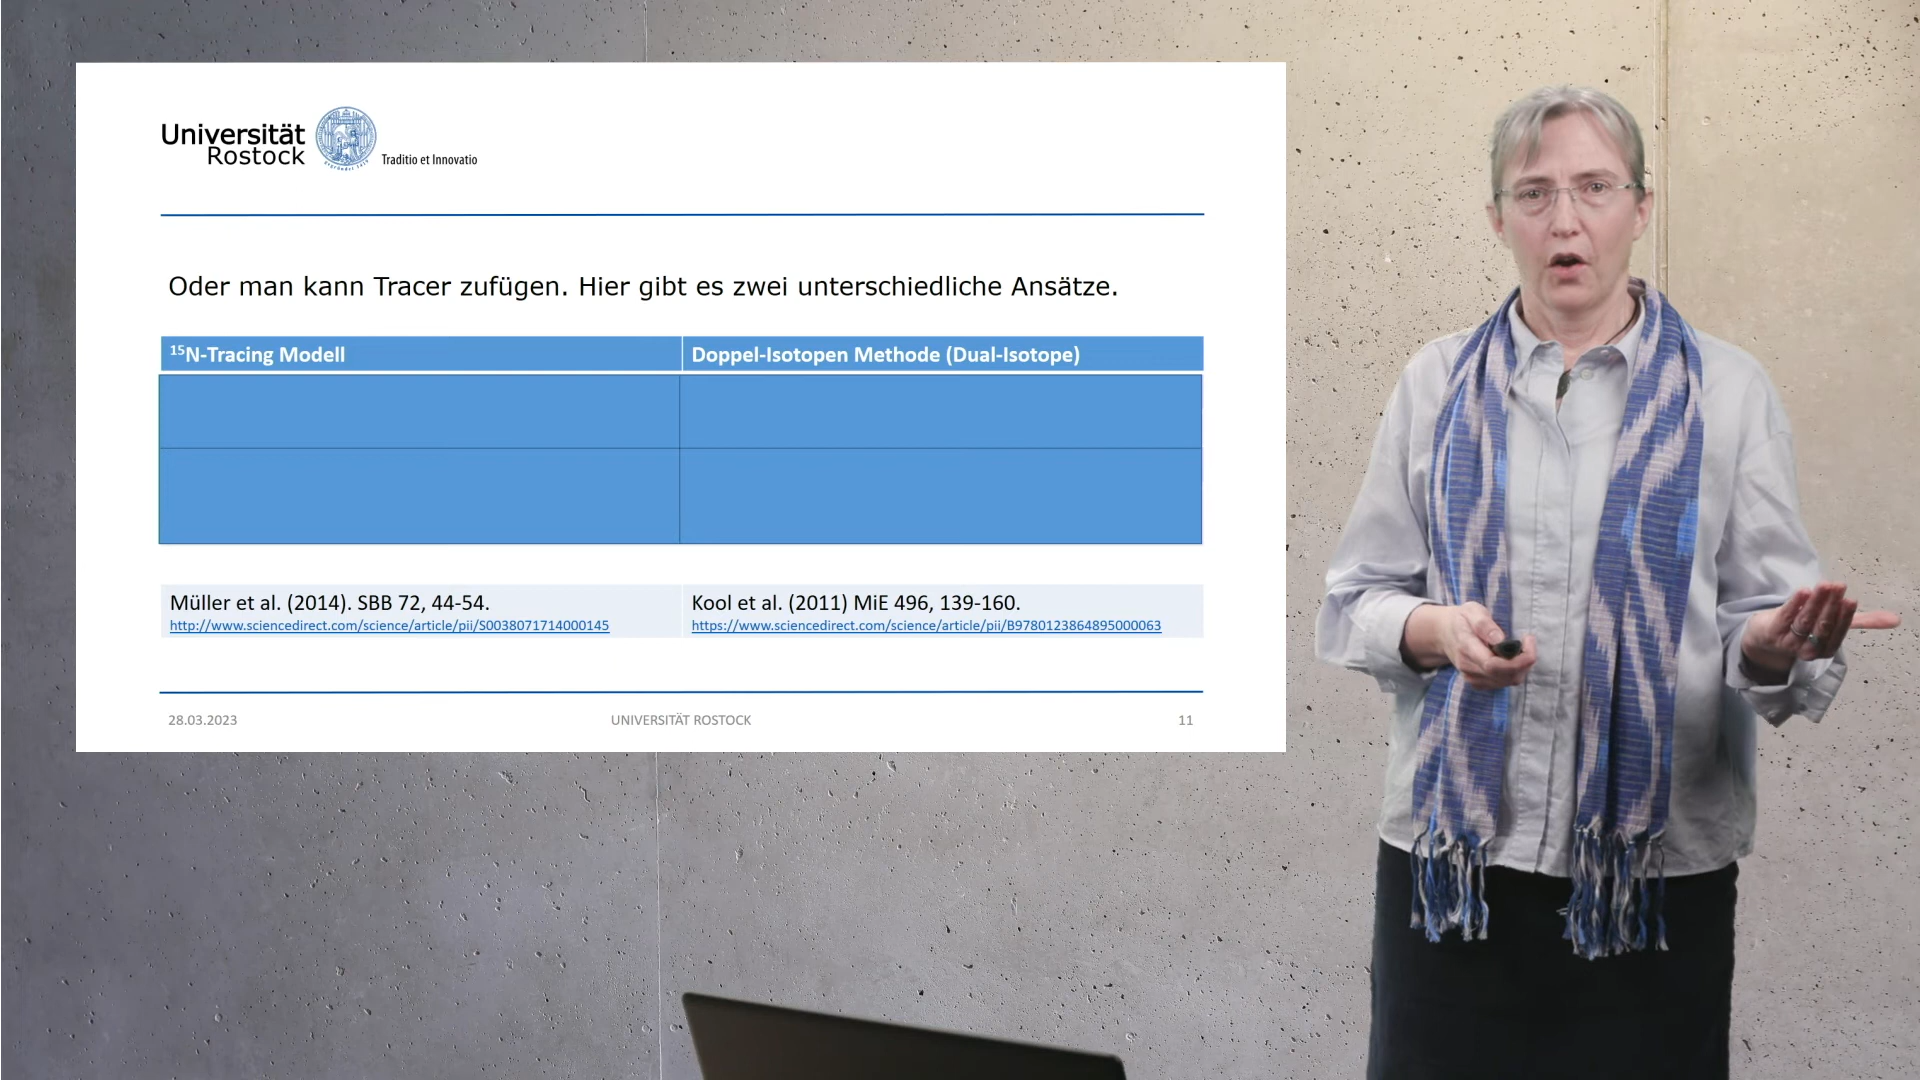 Universität
Rostock
Traditio et Innovatio
Oder man kann Tracer zufügen. Hier gibt es zwei unterschiedliche Ansätze.
¹⁵N-Tracing Modell
Doppel-Isotopen Methode (Dual-Isotope)
Müller et al. (2014). SBB 72, 44-54.
http://www.sciencedirect.com/science/article/pii/S0038071714000145
Kool et al. (2011) MiE 496, 139-160.
https://www.sciencedirect.com/science/article/pii/B9780123864895000063
28.03.2023
UNIVERSITÄT ROSTOCK
11